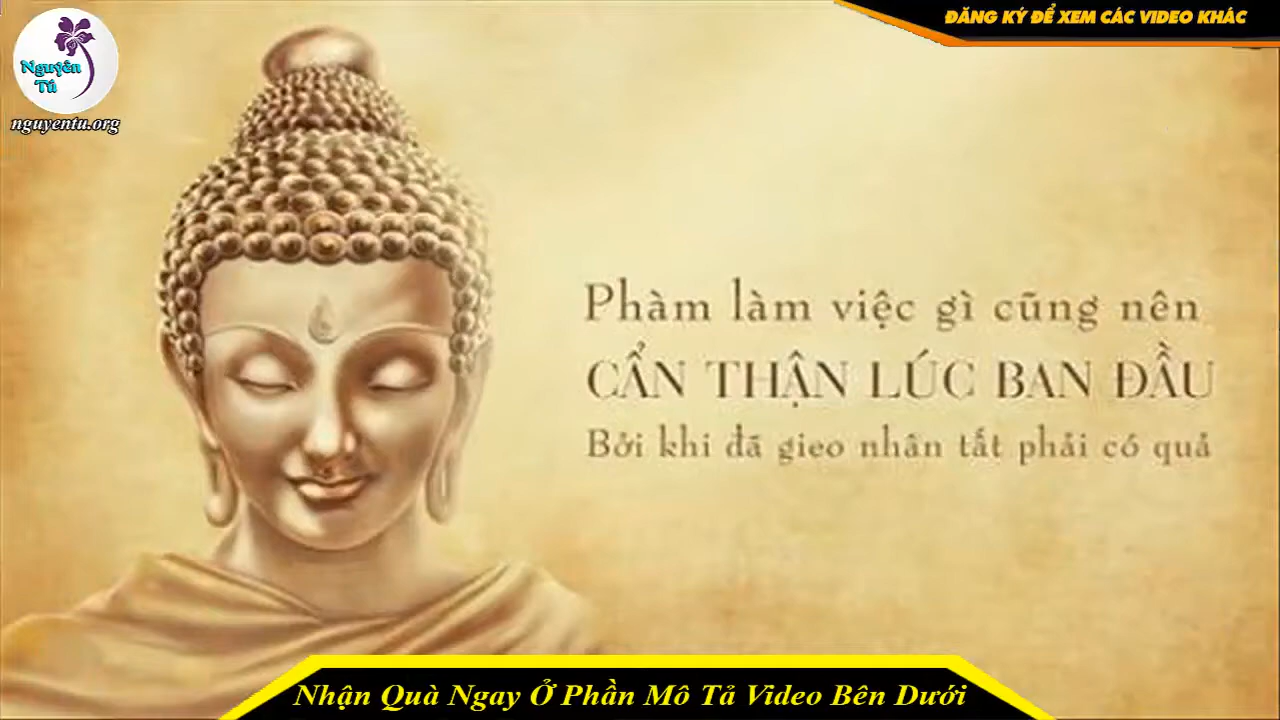 ĐĂNG KÝ ĐỂ XEM CÁC VIDEO KHÁC
Nguyên
Tú
nguyentu.org
Phàm làm việc gì cũng nên
CẨN THẬN LÚC BAN ĐẦU
Bởi khi đã gieo nhân tất phải có quả
Nhận Quà Ngay Ở Phần Mô Tả Video Bên Dưới